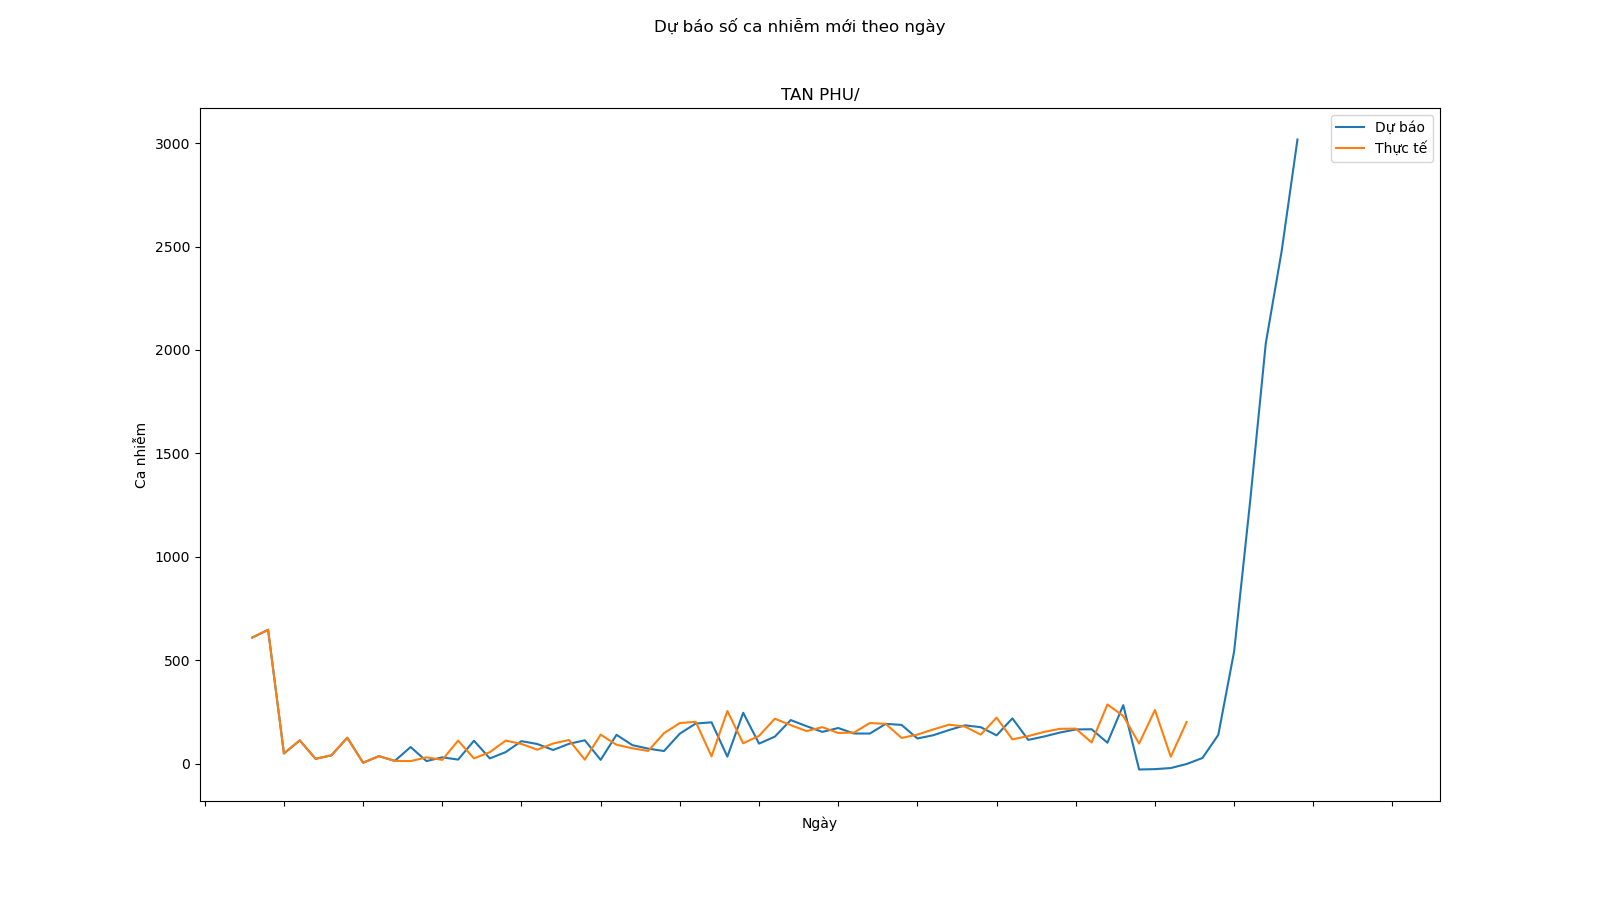 Dự báo số ca nhiễm mới theo ngày
TAN PHU/
Dự báo
Thực tế
3000
2500
2000
1500
1000
500
0
Ca nhiễm
Ngày